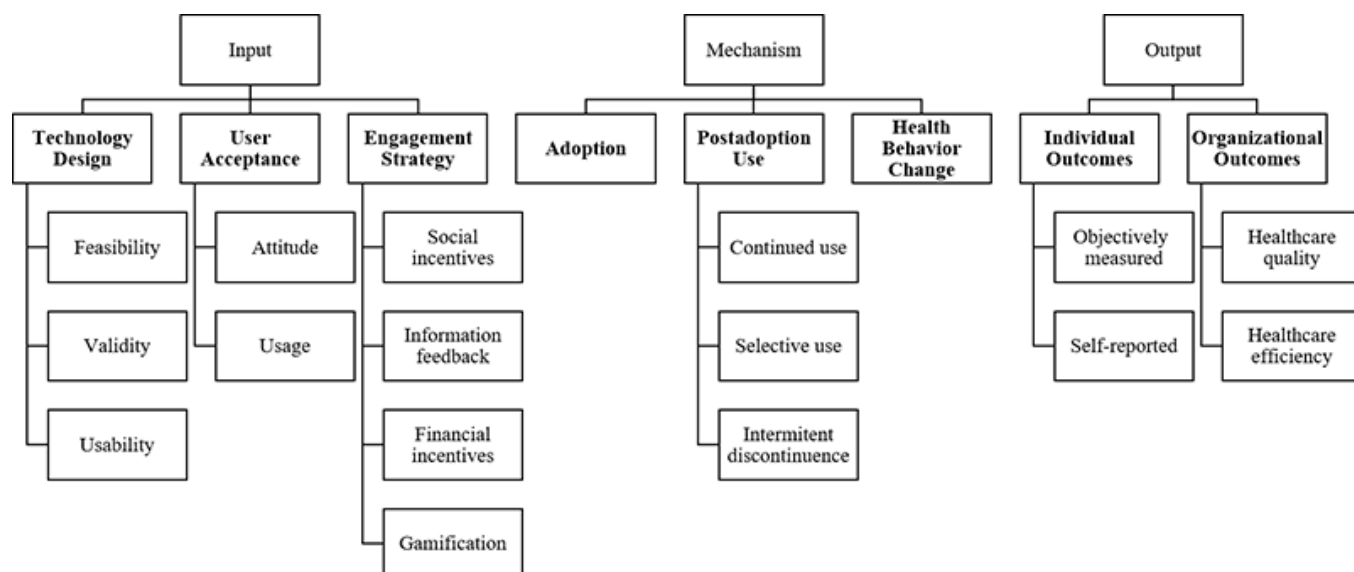 Input
Mechanism
Output
Technology
Design
User
Acceptance
Engagement
Strategy
Adoption
Postadoption
Use
Health
Behavior
Change
Individual
Outcomes
Organizational
Outcomes
Feasibility
Attitude
Social
incentives
Continued use
Objectively
measured
Healthcare
quality
Validity
Usage
Information
feedback
Selective use
Self-reported
Healthcare
efficiency
Usability
Financial
incentives
Intermitent
discontinuence
Gamification